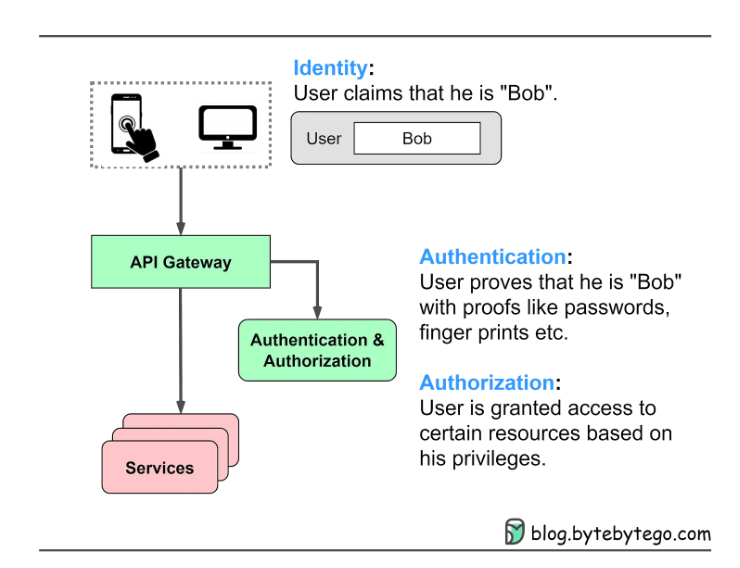 Identity:
User claims that he is "Bob".
User
Bob
API Gateway
Authentication &
Authorization
Services
Authentication:
User proves that he is "Bob"
with proofs like passwords,
finger prints etc.
Authorization:
User is granted access to
certain resources based on
his privileges.
blog.bytebytego.com